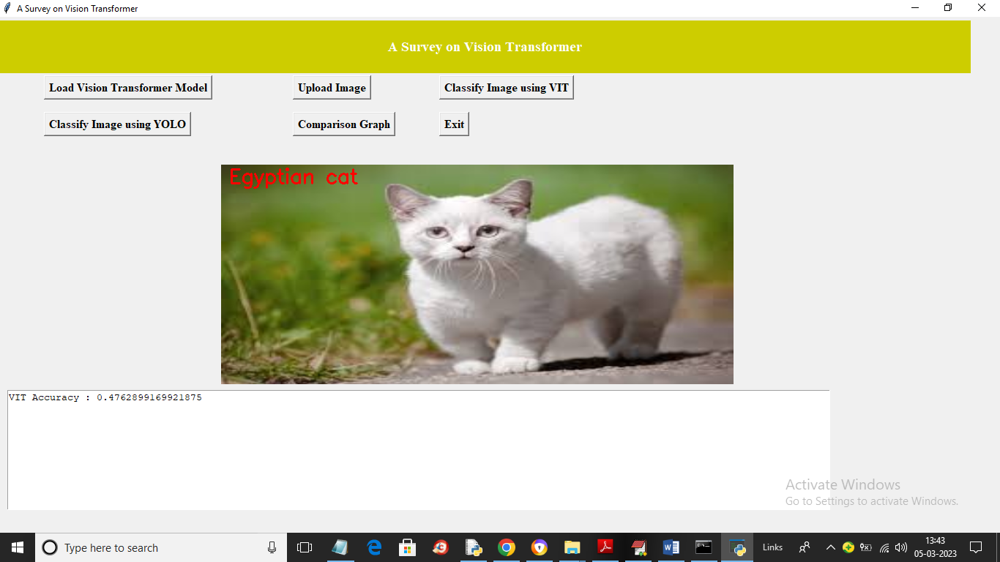 A Survey on Vision Transformer
A Survey on Vision Transformer
Load Vision Transformer Model
Upload Image
Classify Image using VIT
Classify Image using YOLO
Comparison Graph
Exit
Egyptian cat
VIT Accuracy : 0.4762899169921875
Activate Windows
Go to Settings to activate Windows.
Type here to search
Links
13:43
05-03-2023